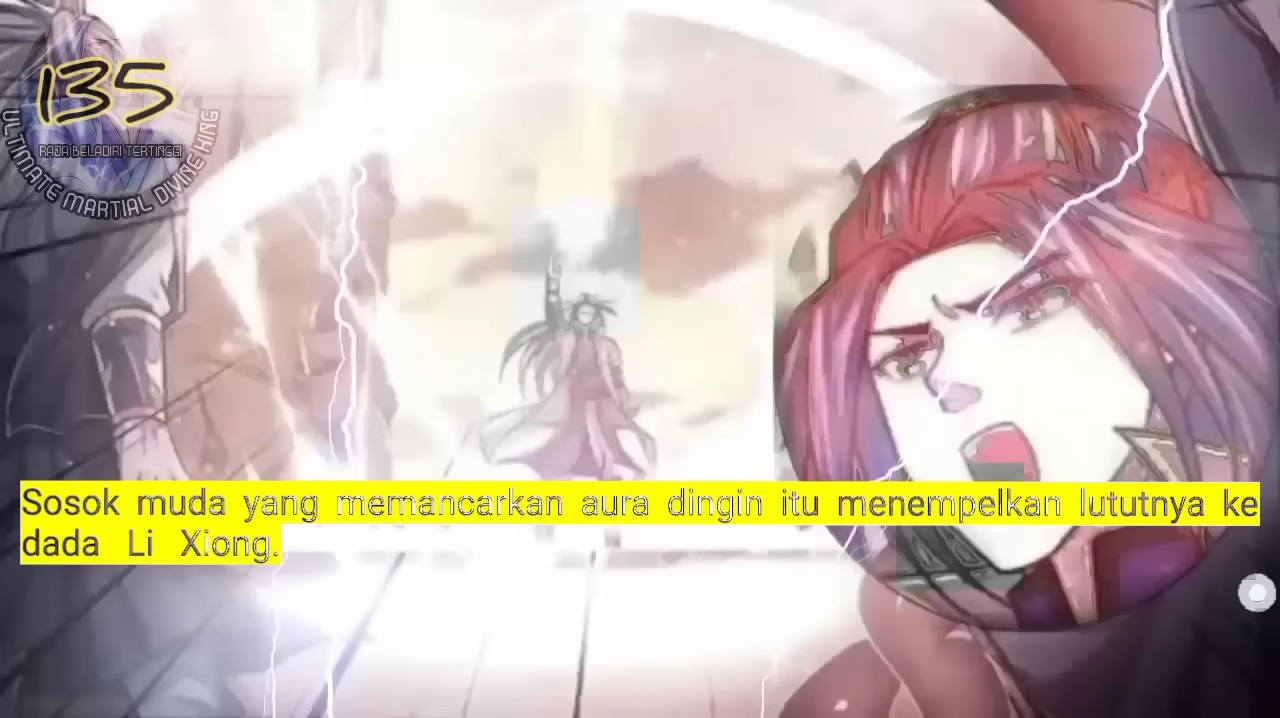 135
RAJA BELADIRI TERTINGGI
ULTIMATE MARTIAL DIVINE KING
Sosok muda yang memancarkan aura dingin itu menempelkan lututnya ke
dada Li Xiong.